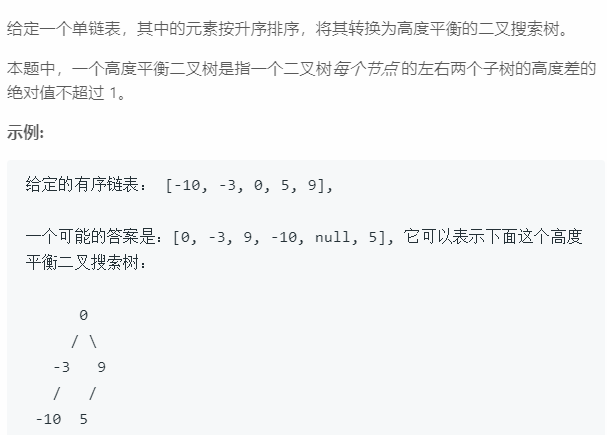 给定一个单链表，其中的元素按升序排序，将其转换为高度平衡的二叉搜索树。
本题中，一个高度平衡二叉树是指一个二叉树每个节点 的左右两个子树的高度差的
绝对值不超过 1。
示例:
给定的有序链表： [-10, -3, 0, 5, 9],
一个可能的答案是：[0, -3, 9, -10, null, 5], 它可以表示下面这个高度
平衡二叉搜索树：
      0
     / \
   -3   9
   /   /
 -10  5